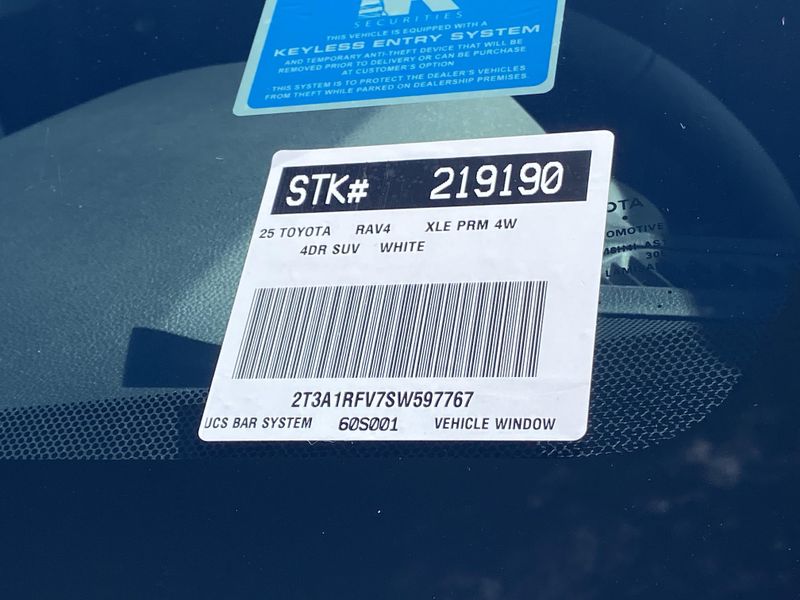 SECURITIES
THIS VEHICLE IS EQUIPPED WITH A
KEYLESS ENTRY SYSTEM
AND TEMPORARY ANTI-THEFT DEVICE THAT WILL BE
REMOVED PRIOR TO DELIVERY OR CAN BE PURCHASE
AT CUSTOMER'S OPTION
THIS SYSTEM IS TO PROTECT THE DEALER'S VEHICLES
FROM THEFT WHILE PARKED ON DEALERSHIP PREMISES.
STK# 219190
25 TOYOTA RAV4 XLE PRM 4W
4DR SUV WHITE
2T3A1RFV7SW597767
UCS BAR SYSTEM 60S001 VEHICLE WINDOW
OTA
OMOTIVE